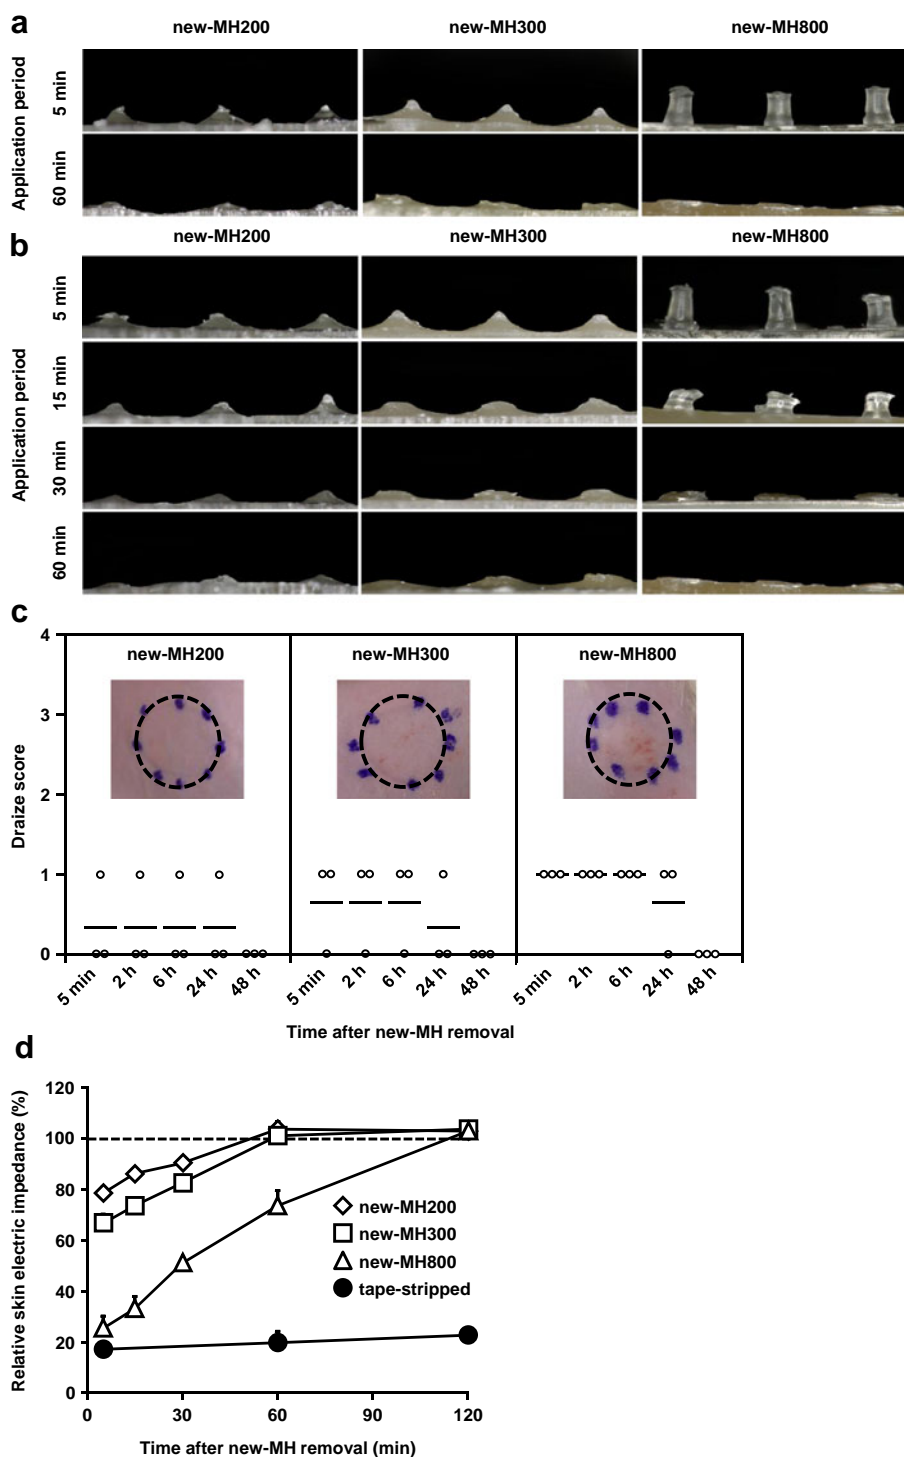 a
new-MH200 new-MH300 new-MH800
Application period
5 min
60 min
b
new-MH200 new-MH300 new-MH800
Application period
5 min
15 min
30 min
60 min
c
Draize score
4
3
2
1
0
new-MH200 new-MH300 new-MH800
5 min 2 h 6 h 24 h 48 h 5 min 2 h 6 h 24 h 48 h 5 min 2 h 6 h 24 h 48 h
Time after new-MH removal
d
Relative skin electric impedance (%)
120
100
80
60
40
20
0
new-MH200
new-MH300
new-MH800
tape-stripped
0 30 60 90 120
Time after new-MH removal (min)